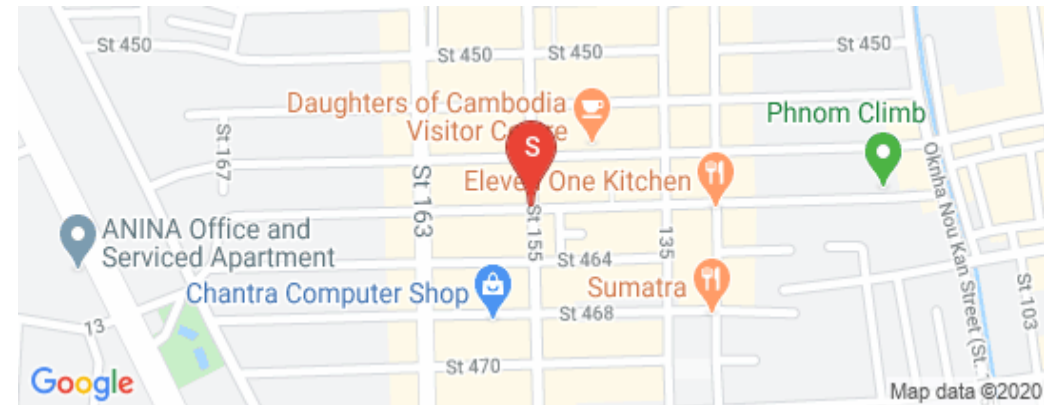 St 450
St 450
St 450
St 450
Daughters of Cambodia
Visitor Centre
Phnom Climb
St.167
S
Eleven One Kitchen
St 163
St.155
Oknha Nou Kan Street (St.
ANINA Office and
Serviced Apartment
135
St 464
Chantra Computer Shop
Sumatra
St 468
St.103
13
St 470
Google
Map data ©2020